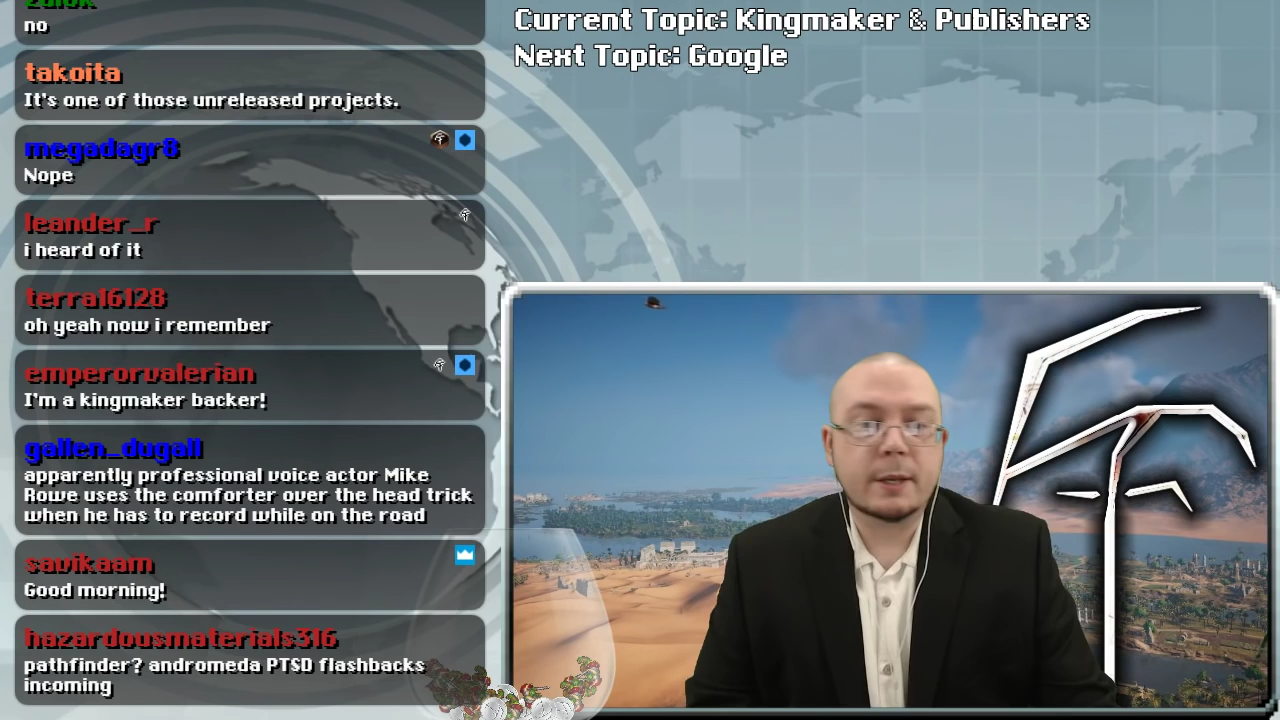 no
takoita
It's one of those unreleased projects.
megadagr8
Nope
leander_r
i heard of it
terra16128
oh yeah now i remember
emperorvalerian
I'm a kingmaker backer!
gallen_dugall
apparently professional voice actor Mike
Rowe uses the comforter over the head trick
when he has to record while on the road
savikaam
Good morning!
hazardousmaterials316
pathfinder? andromeda PTSD flashbacks
incoming
Current Topic: Kingmaker & Publishers
Next Topic: Google